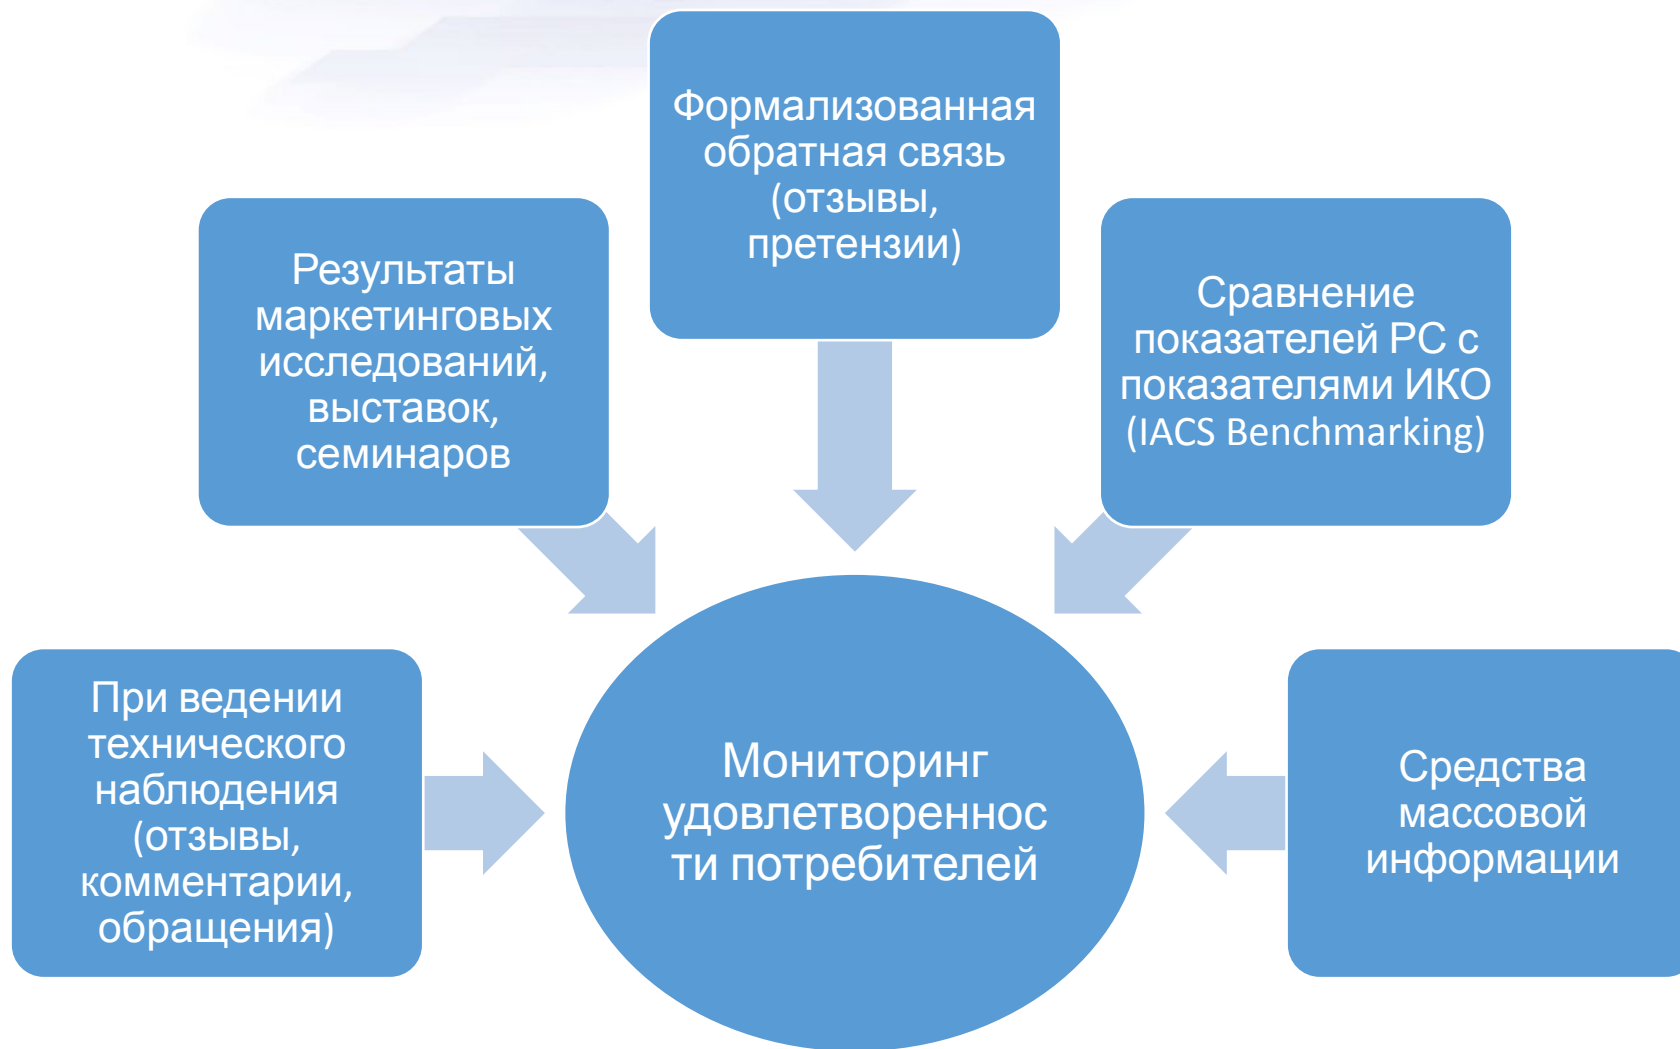 Формализованная
обратная связь
(отзывы,
претензии)
Результаты
маркетинговых
исследований,
выставок,
семинаров
Сравнение
показателей РС с
показателями ИКО
(IACS Benchmarking)
При ведении
технического
наблюдения
(отзывы,
комментарии,
обращения)
Мониторинг
удовлетвореннос
ти потребителей
Средства
массовой
информации